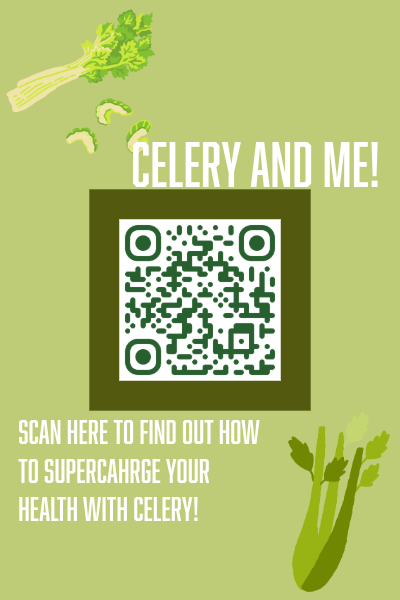 CELERY AND ME!
SCAN HERE TO FIND OUT HOW
TO SUPERCAHRGE YOUR
HEALTH WITH CELERY!